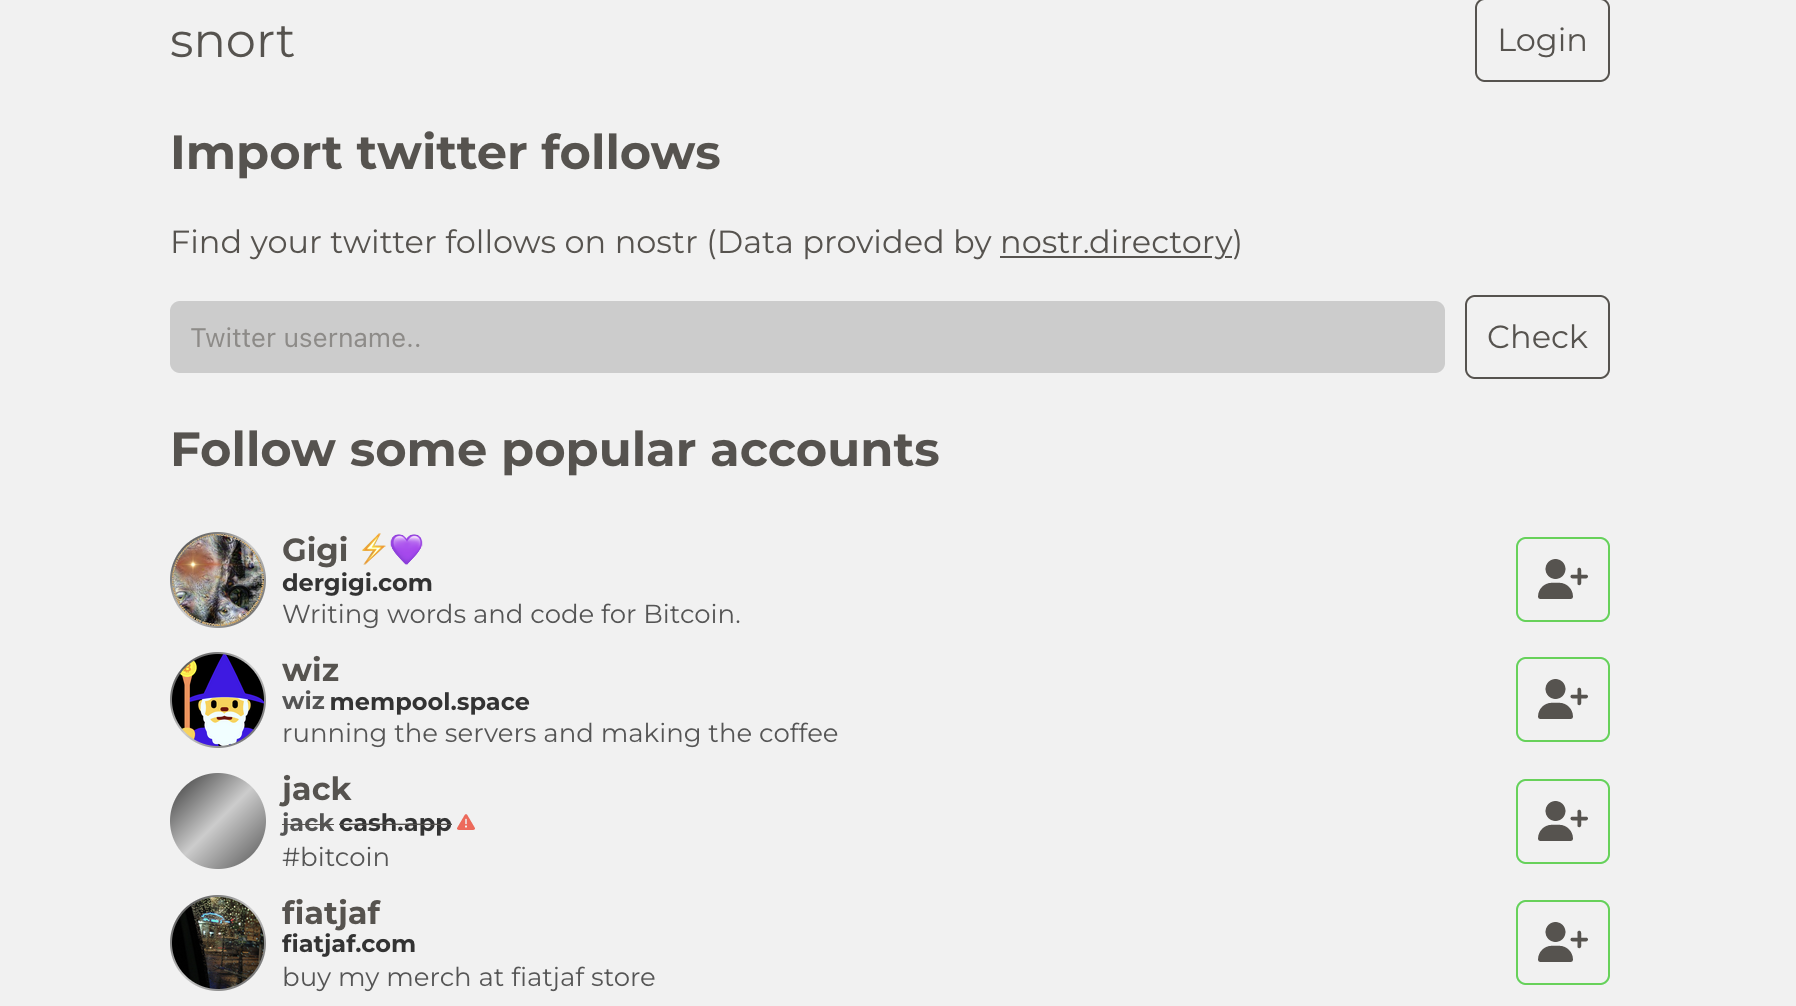 snort
Login
Import twitter follows
Find your twitter follows on nostr (Data provided by nostr.directory)
Twitter username..
Check
Follow some popular accounts
Gigi ⚡💜
dergigi.com
Writing words and code for Bitcoin.
wiz
wiz mempool.space
running the servers and making the coffee
jack
jack cash.app
#bitcoin
fiatjaf
fiatjaf.com
buy my merch at fiatjaf store